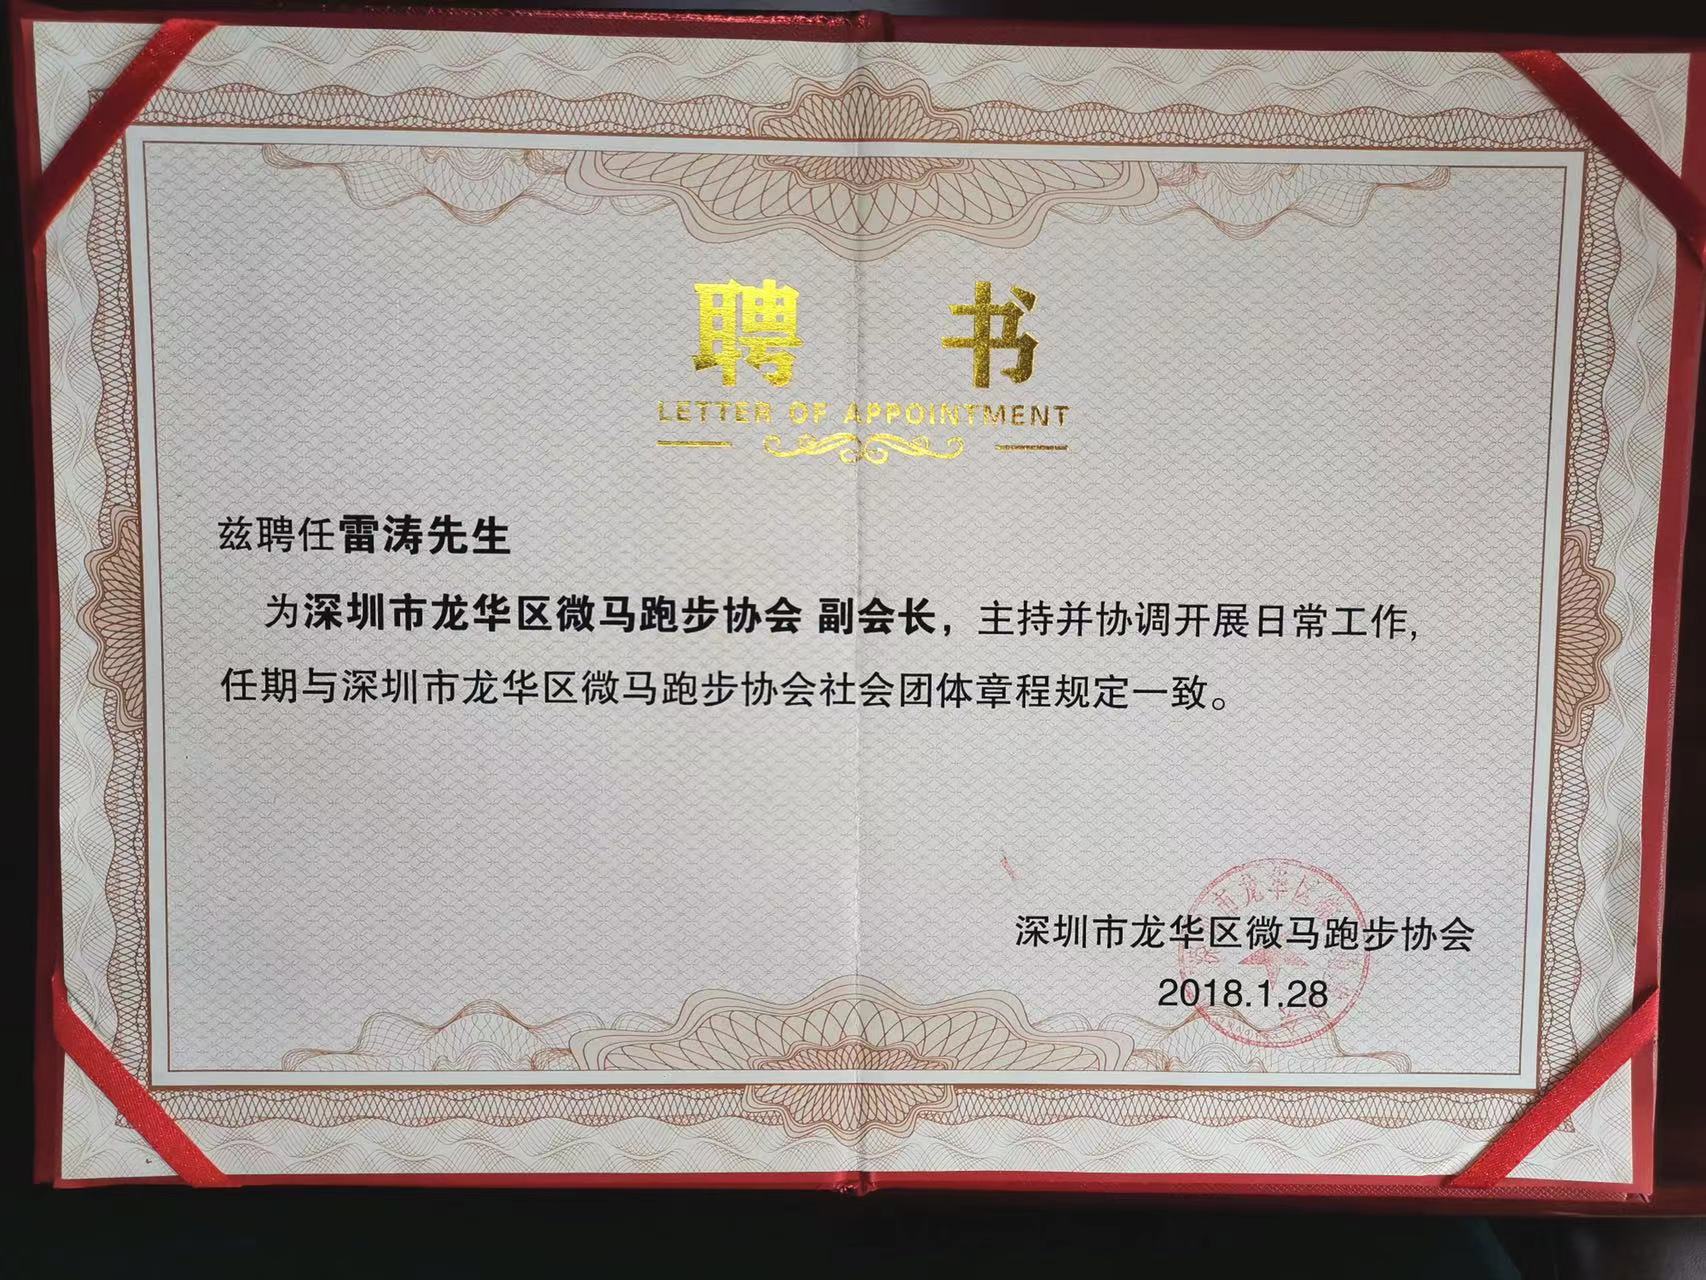 聘 书
LETTER OF APPOINTMENT
兹聘任雷涛先生
为深圳市龙华区微马跑步协会 副会长，主持并协调开展日常工作，
任期与深圳市龙华区微马跑步协会社会团体章程规定一致。
市龙华区
深圳市龙华区微马跑步协会
2018.1.28